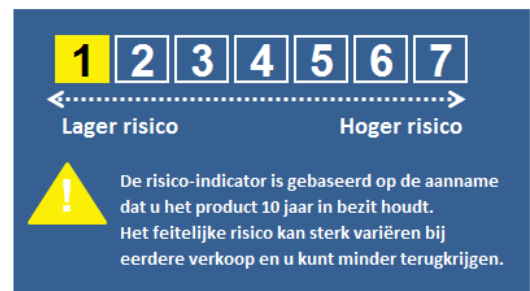 1 2 3 4 5 6 7
Lager risico Hoger risico
!
De risico-indicator is gebaseerd op de aanname
dat u het product 10 jaar in bezit houdt.
Het feitelijke risico kan sterk variëren bij
eerdere verkoop en u kunt minder terugkrijgen.